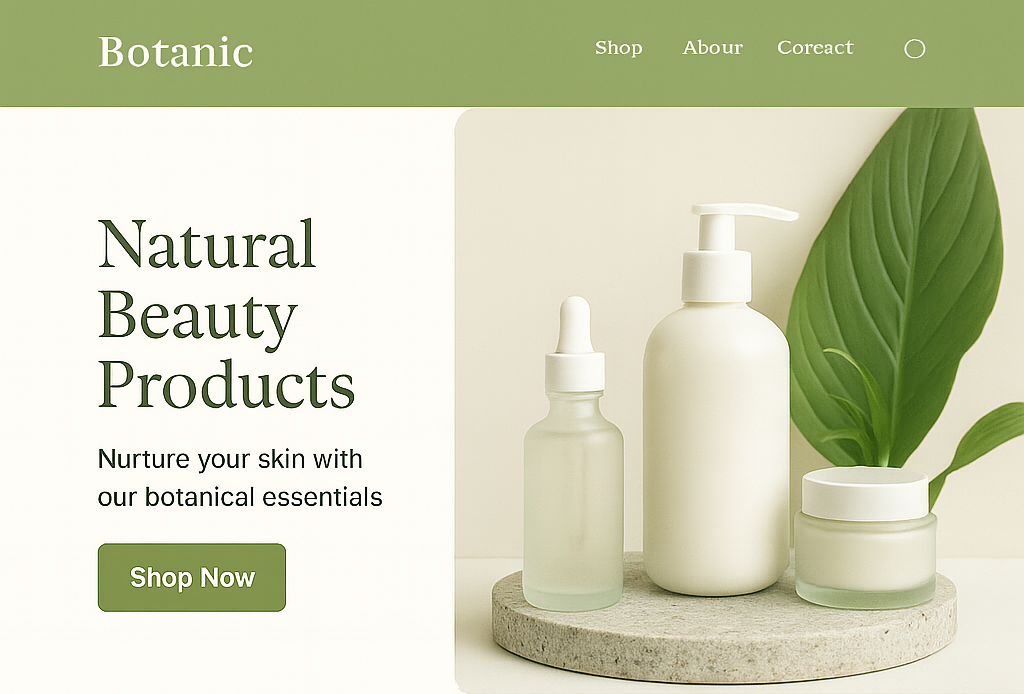 Botanic
Shop Abour Coreact
Natural
Beauty
Products
Nurture your skin with
our botanical essentials
Shop Now